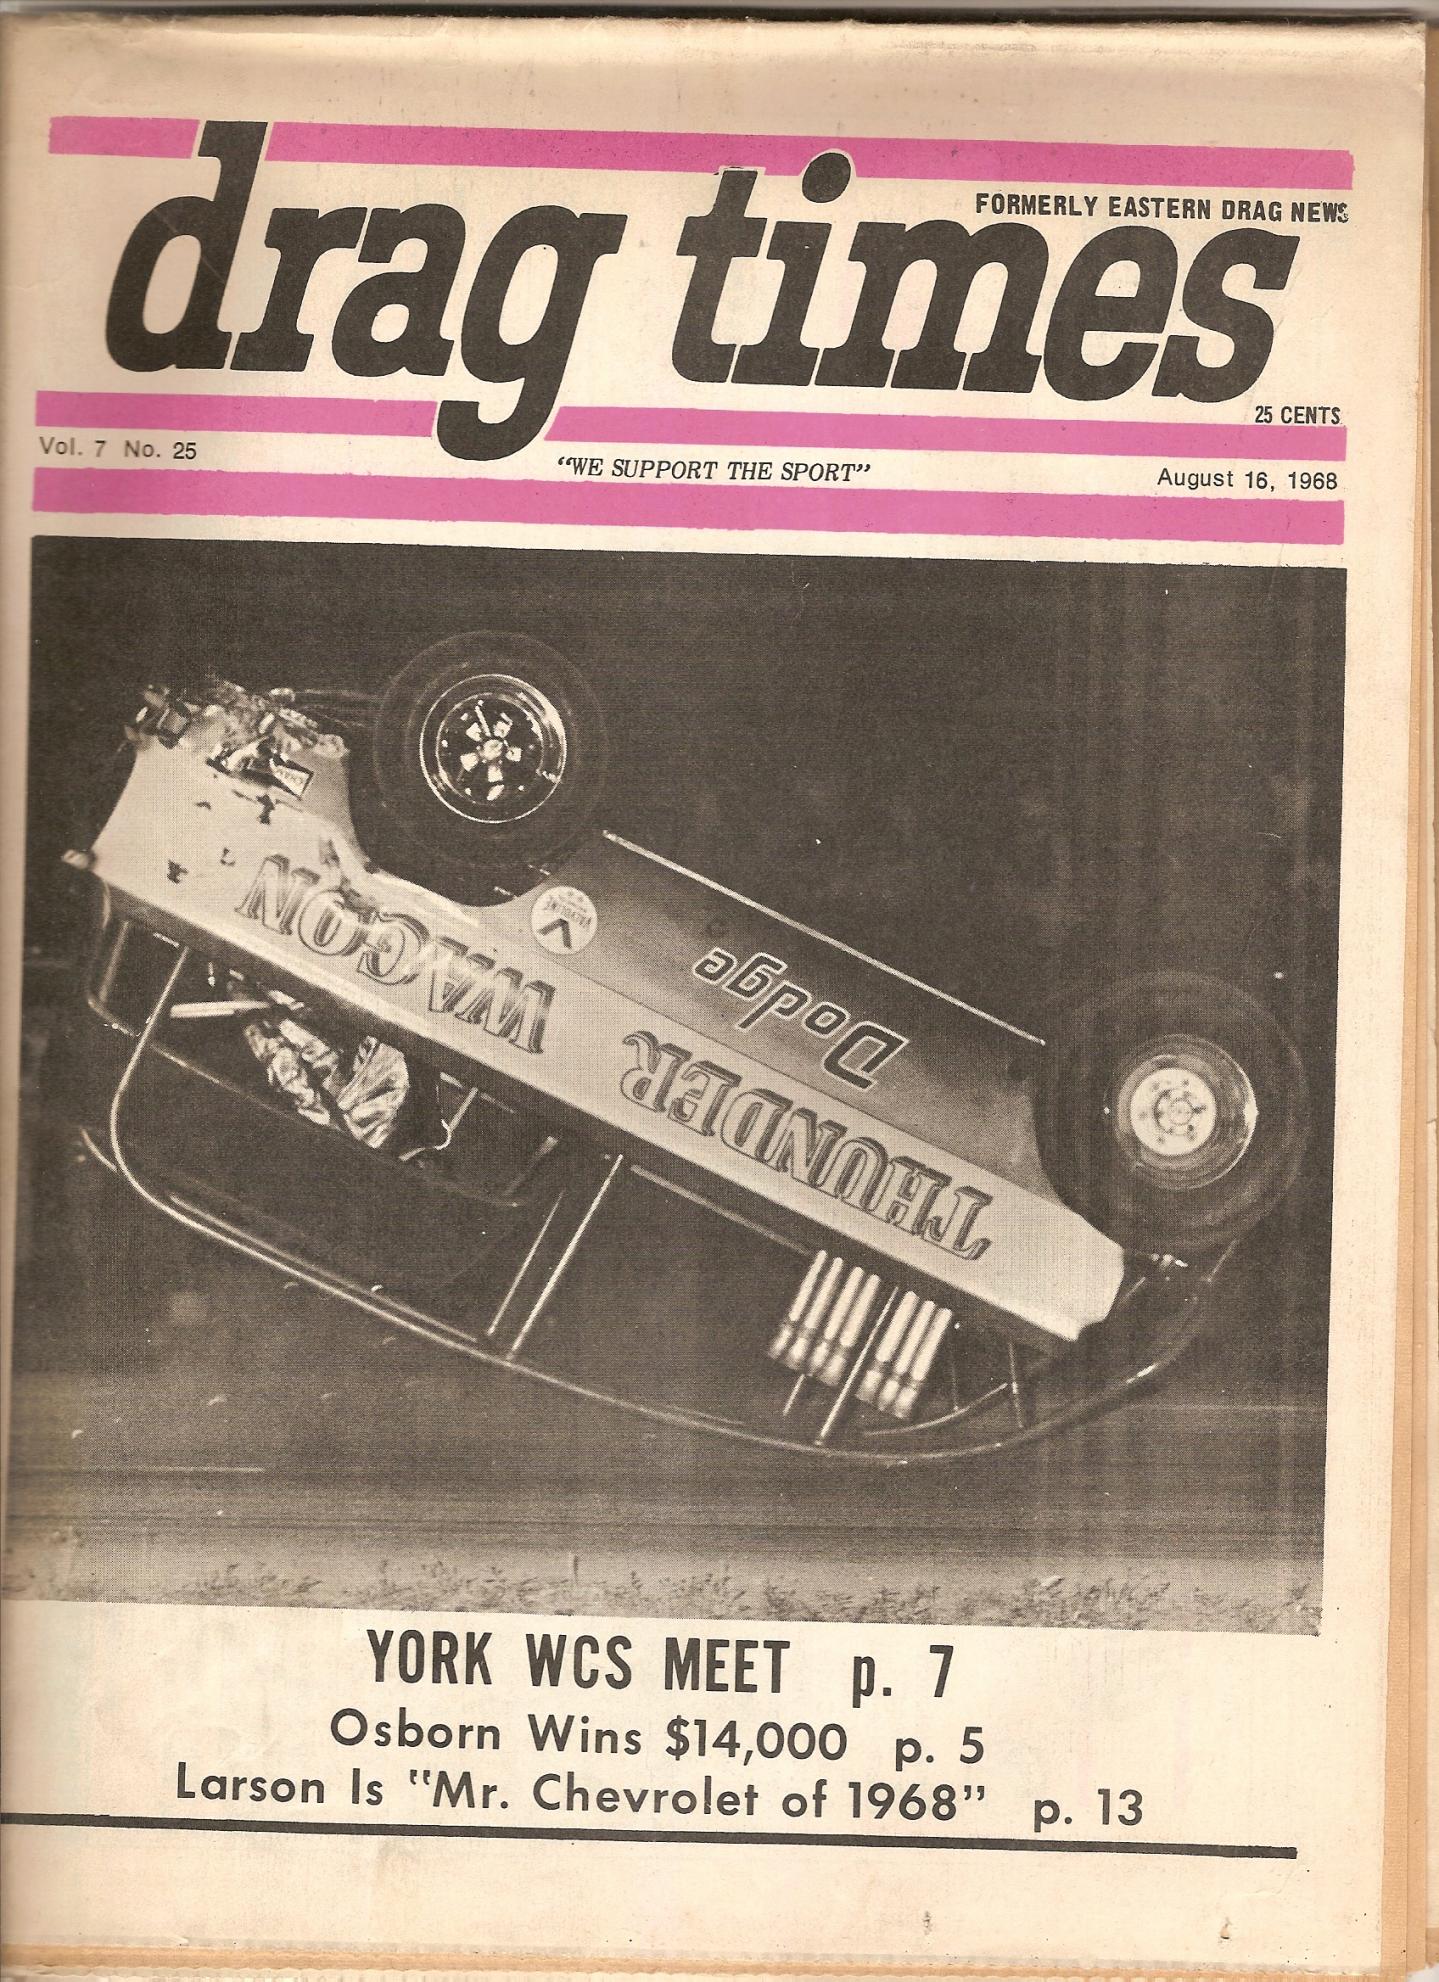 FORMERLY EASTERN DRAG NEWS
drag times
25 CENTS
Vol. 7 No. 25
"WE SUPPORT THE SPORT"
August 16, 1968
Dodge
THUNDER WAGON
YORK WCS MEET p. 7
Osborn Wins $14,000 p. 5
Larson Is "Mr. Chevrolet of 1968" p. 13